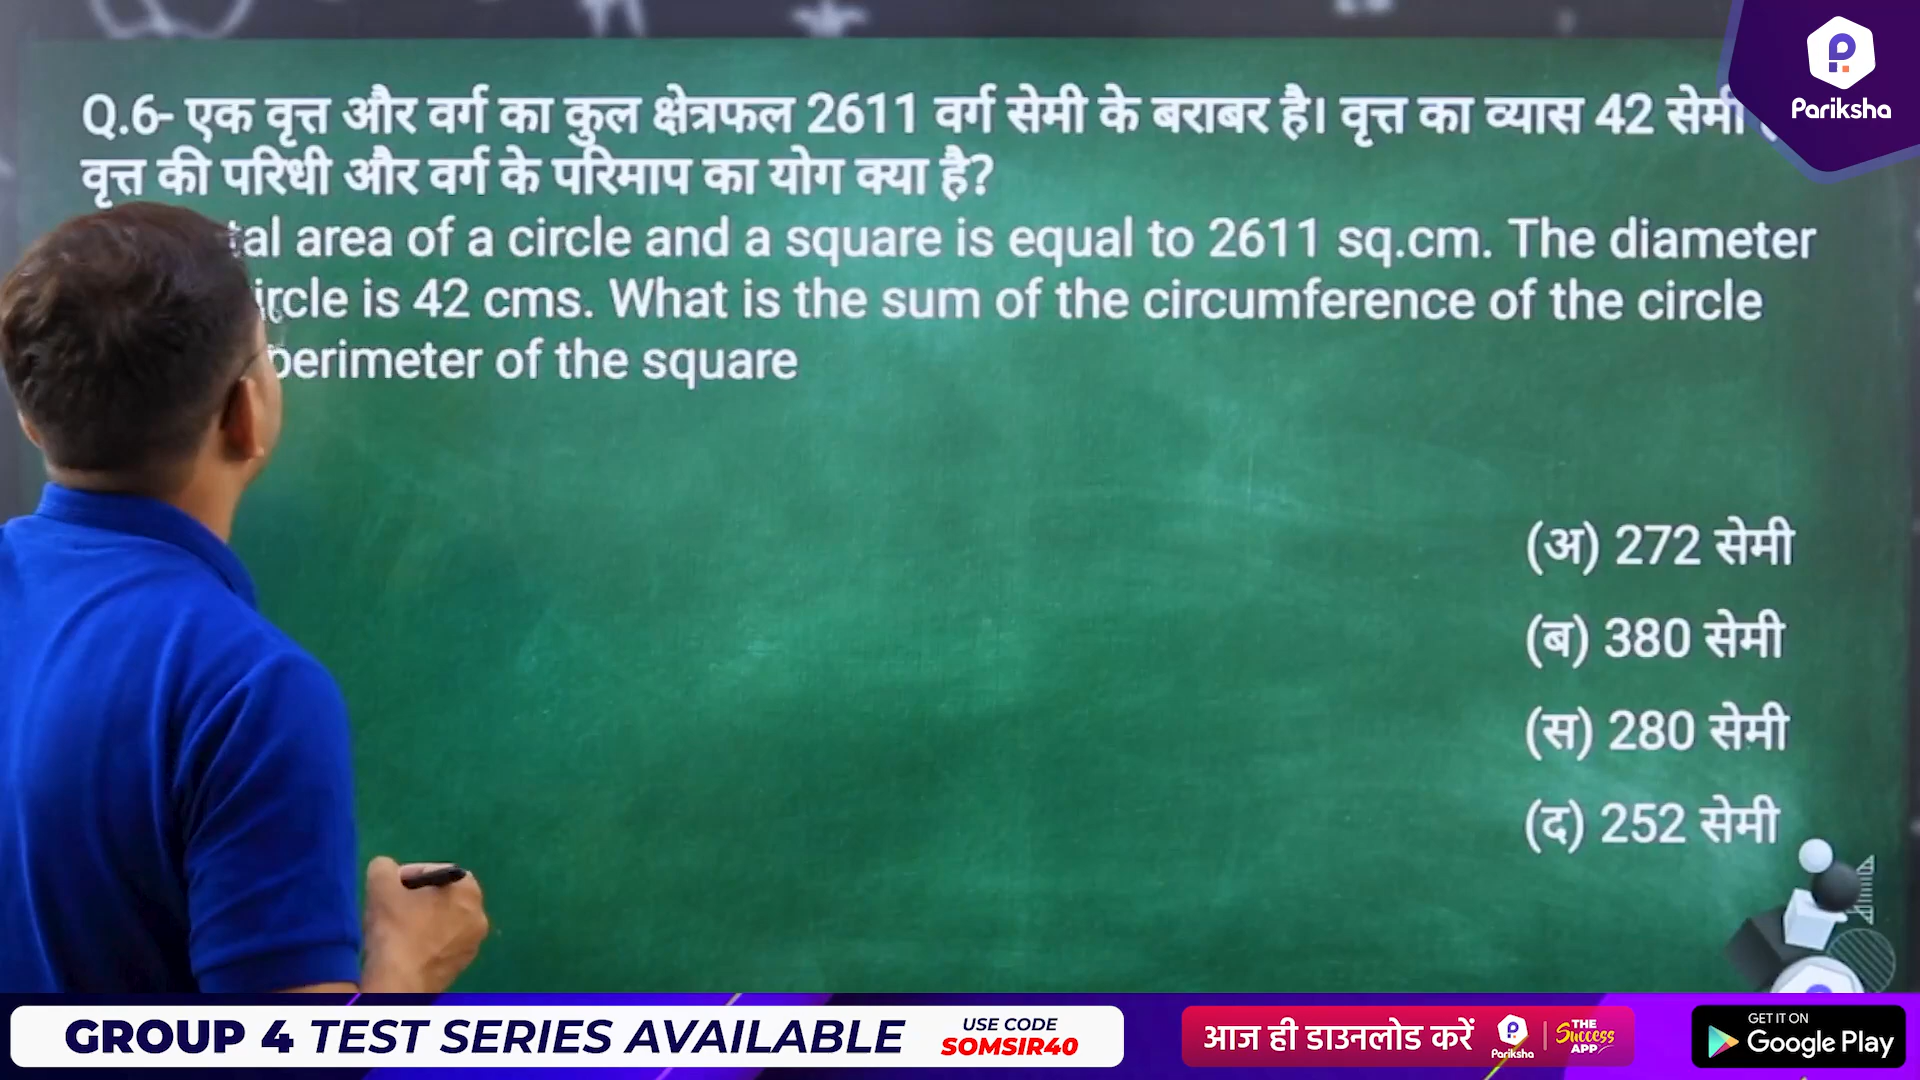 Pariksha
Q.6- एक वृत्त और वर्ग का कुल क्षेत्रफल 2611 वर्ग सेमी के बराबर है। वृत्त का व्यास 42 सेमी
वृत्त की परिधी और वर्ग के परिमाप का योग क्या है?
tal area of a circle and a square is equal to 2611 sq.cm. The diameter
ircle is 42 cms. What is the sum of the circumference of the circle
perimeter of the square
(अ) 272 सेमी
(ब) 380 सेमी
(स) 280 सेमी
(द) 252 सेमी
GROUP 4 TEST SERIES AVAILABLE
USE CODE
SOMSIR40
आज ही डाउनलोड करें
Pariksha
THE
Success
APP
GET IT ON
Google Play